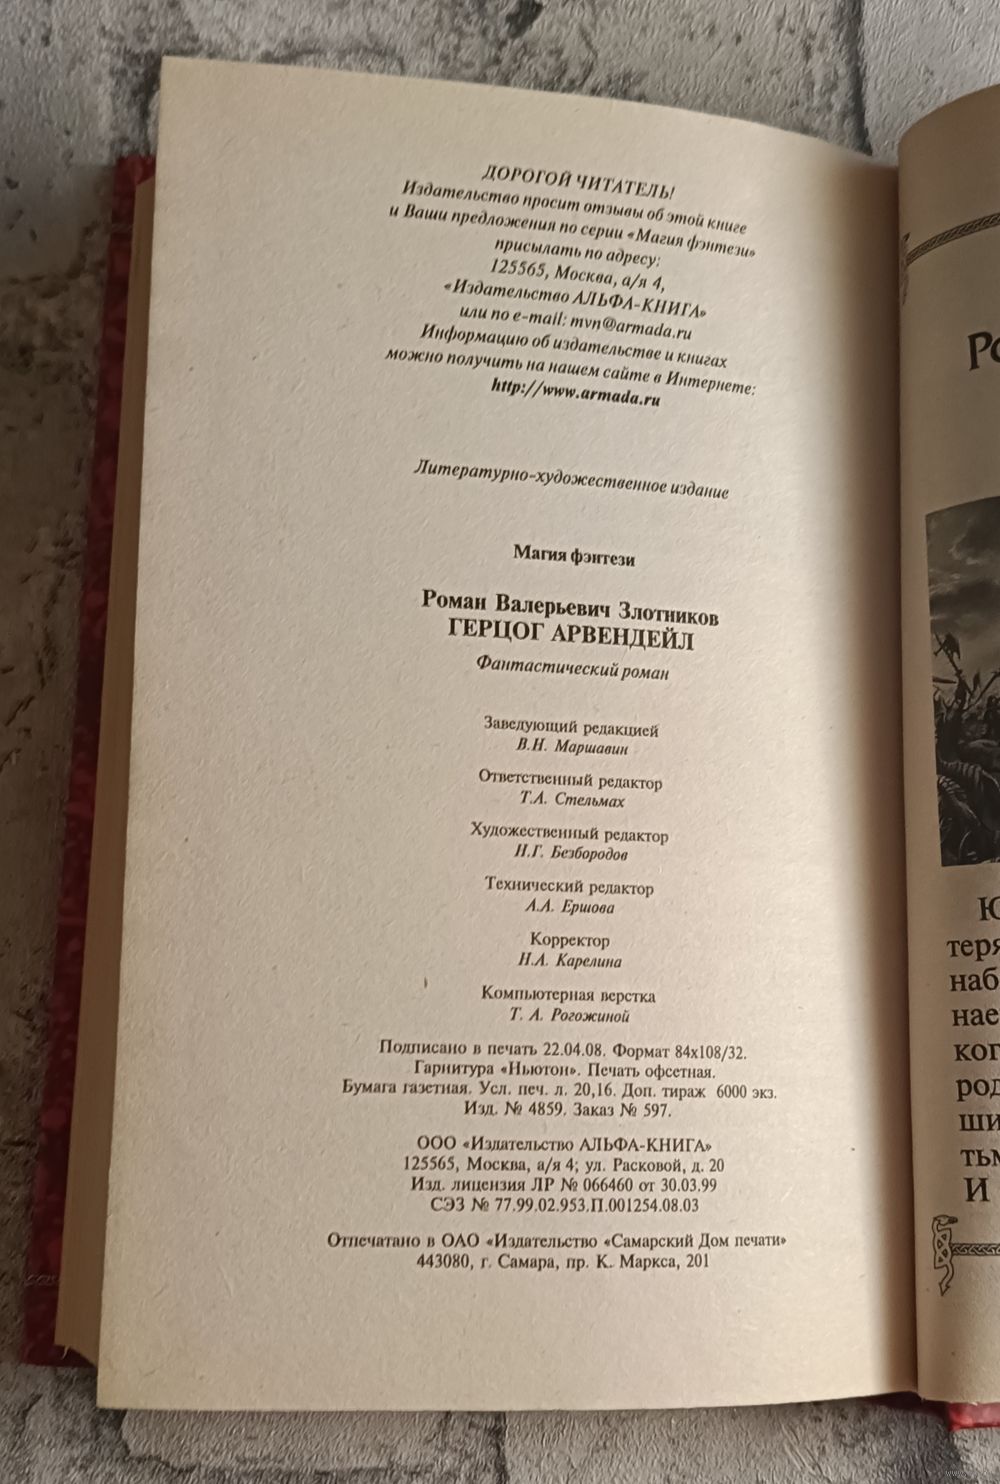 ДОРОГОЙ ЧИТАТЕЛЬ!
Издательство просит отзывы об этой книге
и Ваши предложения по серии «Магия фэнтези»
присылать по адресу:
125565, Москва, а/я 4,
«Издательство АЛЬФА-КНИГА»
или по e-mail: mvn@armada.ru
Информацию об издательстве и книгах
можно получить на нашем сайте в Интернете:
http://www.armada.ru
Литературно-художественное издание
Магия фэнтези
Роман Валерьевич Злотников
ГЕРЦОГ АРВЕНДЕЙЛ
Фантастический роман
Заведующий редакцией
В.Н. Маршавин
Ответственный редактор
Т.А. Стельмах
Художественный редактор
Н.Г. Безбородов
Технический редактор
А.А. Ершова
Корректор
Н.А. Карелина
Компьютерная верстка
Т. А. Рогожиной
Подписано в печать 22.04.08. Формат 84х108/32.
Гарнитура «Ньютон». Печать офсетная.
Бумага газетная. Усл. печ. л. 20,16. Доп. тираж 6000 экз.
Изд. № 4859. Заказ № 597.
ООО «Издательство АЛЬФА-КНИГА»
125565, Москва, а/я 4; ул. Расковой, д. 20
Изд. лицензия ЛР № 066460 от 30.03.99
СЭЗ № 77.99.02.953.П.001254.08.03
Отпечатано в ОАО «Издательство «Самарский Дом печати»
443080, г. Самара, пр. К. Маркса, 201
И